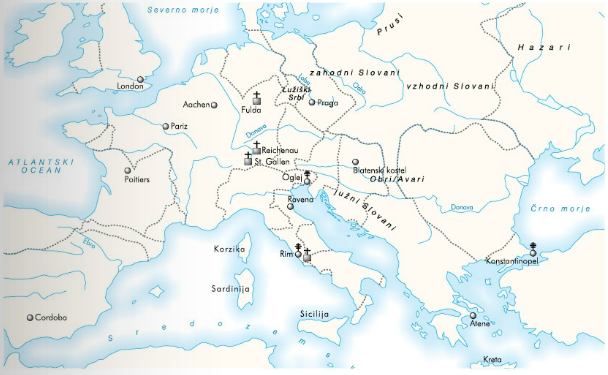 Severno morje
Prusi
Hazari
London
zahodni Slovani
Lužiški
Srbi
Laba
Odra
vzhodni Slovani
Aachen
Fulda
Praga
Pariz
Donava
Reichenau
St. Gallen
Blatenski kostel
Obri/Avari
ATLANTSKI
OCEAN
Poitiers
Oglej
južni Slovani
Ravena
Donava
Črno morje
Ebro
Korzika
Rim
Konstantinopel
Sardinija
Cordoba
Sicilija
Atene
Sredozem
Kreta